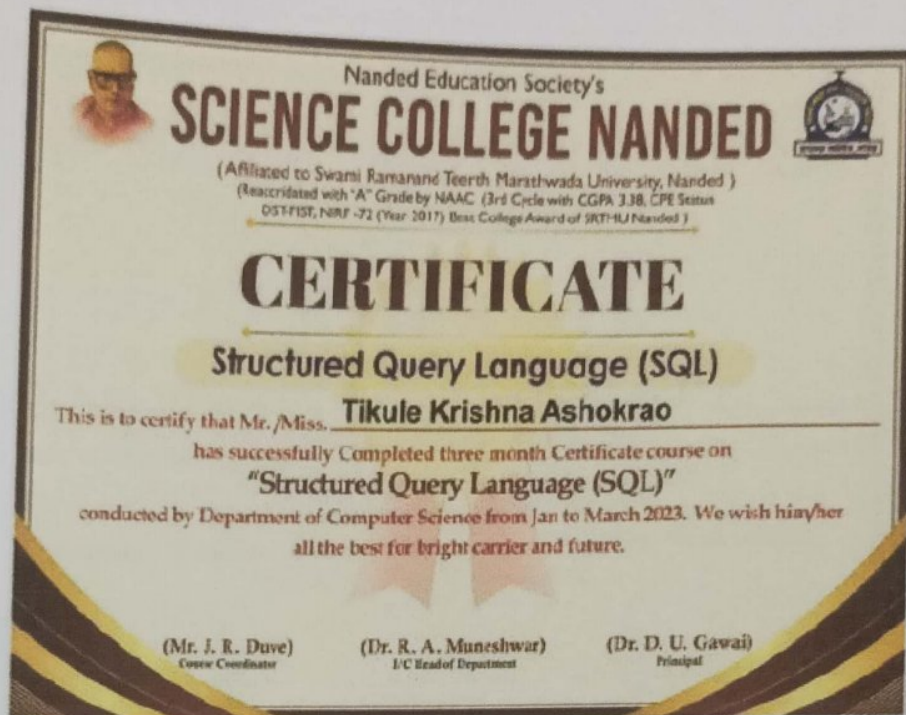 Nanded Education Society's
SCIENCE COLLEGE NANDED
(Affiliated to Swami Ramanand Teerth Marathwada University, Nanded )
(Reaccridated with "A" Grade by NAAC (3rd Cycle with CGPA 3.38, CPE Status
DST-FIST, NIRF -72 (Year 2017) Best College Award of SRTMU Nanded )
CERTIFICATE
Structured Query Language (SQL)
This is to certify that Mr./Miss. Tikule Krishna Ashokrao
has successfully Completed three month Certificate course on
"Structured Query Language (SQL)"
conducted by Department of Computer Science from Jan to March 2023. We wish him/her
all the best for bright carrier and future.
(Mr. J. R. Duve) (Dr. R. A. Muneshwar) (Dr. D. U. Gawai)
Coordinator I/C Head of Department Principal